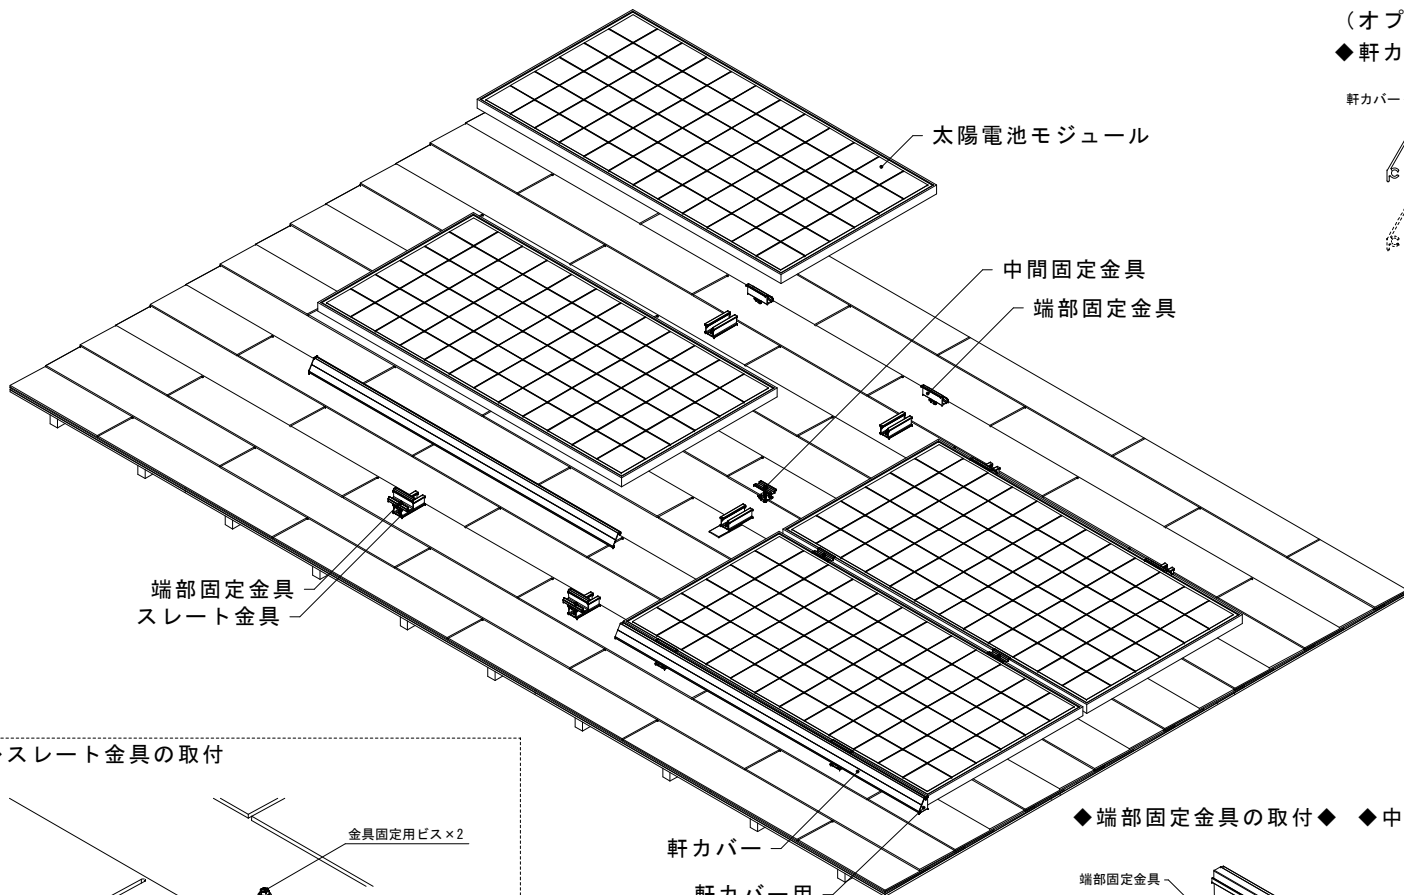 (オプ
◆軒カ
軒カバー
太陽電池モジュール
中間固定金具
端部固定金具
端部固定金具
スレート金具
スレート金具の取付
金具固定用ビス×2
軒カバー
軒カバー用
◆端部固定金具の取付◆ ◆中
端部固定金具